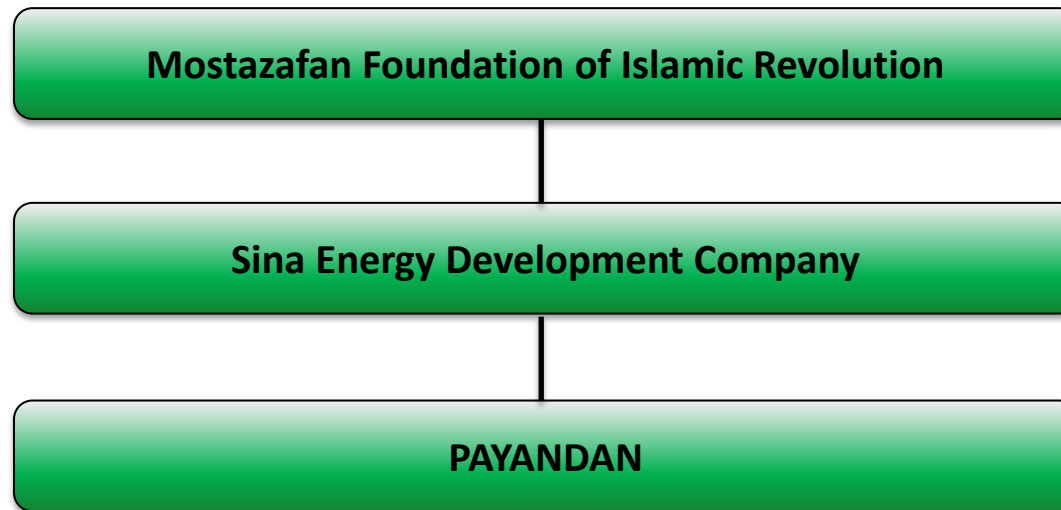 Mostazafan Foundation of Islamic Revolution
Sina Energy Development Company
PAYANDAN